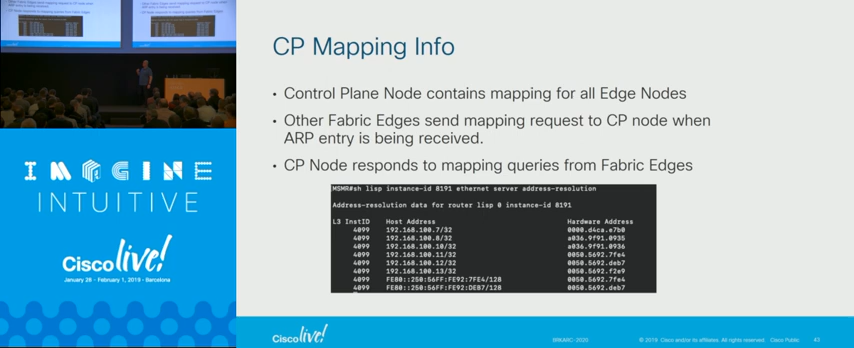 CP Mapping Info
• Control Plane Node contains mapping for all Edge Nodes
• Other Fabric Edges send mapping request to CP node when
ARP entry is being received.
• CP Node responds to mapping queries from Fabric Edges
MSMR#sh lisp instance-id 8191 ethernet server address-resolution
Address-resolution data for router lisp 0 instance-id 8191
L3 InstID Host Address Hardware Address
4099 192.168.100.7/32 0000.d4ca.e7b0
4099 192.168.100.8/32 a036.9f91.0935
4099 192.168.100.10/32 a036.9f91.0936
4099 192.168.100.11/32 0050.5692.7fe4
4099 192.168.100.12/32 0050.5692.deb7
4099 192.168.100.13/32 0050.5692.f2e9
4099 FE80::250:56FF:FE92:7FE4/128 0050.5692.7fe4
4099 FE80::250:56FF:FE92:DEB7/128 0050.5692.deb7
IMAGINE
INTUITIVE
Cisco live!
January 28 - February 1, 2019 • Barcelona
Cisco live!
BRKARC-2020
© 2019 Cisco and/or its affiliates. All rights reserved. Cisco Public
43